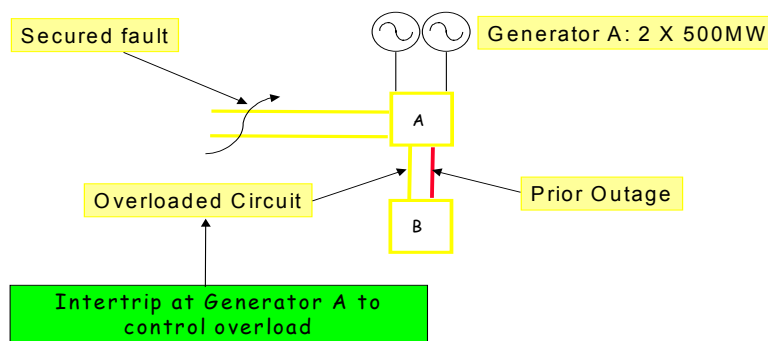 Secured fault
Generator A: 2 X 500MW
A
Overloaded Circuit
Prior Outage
B
Intertrip at Generator A to
control overload